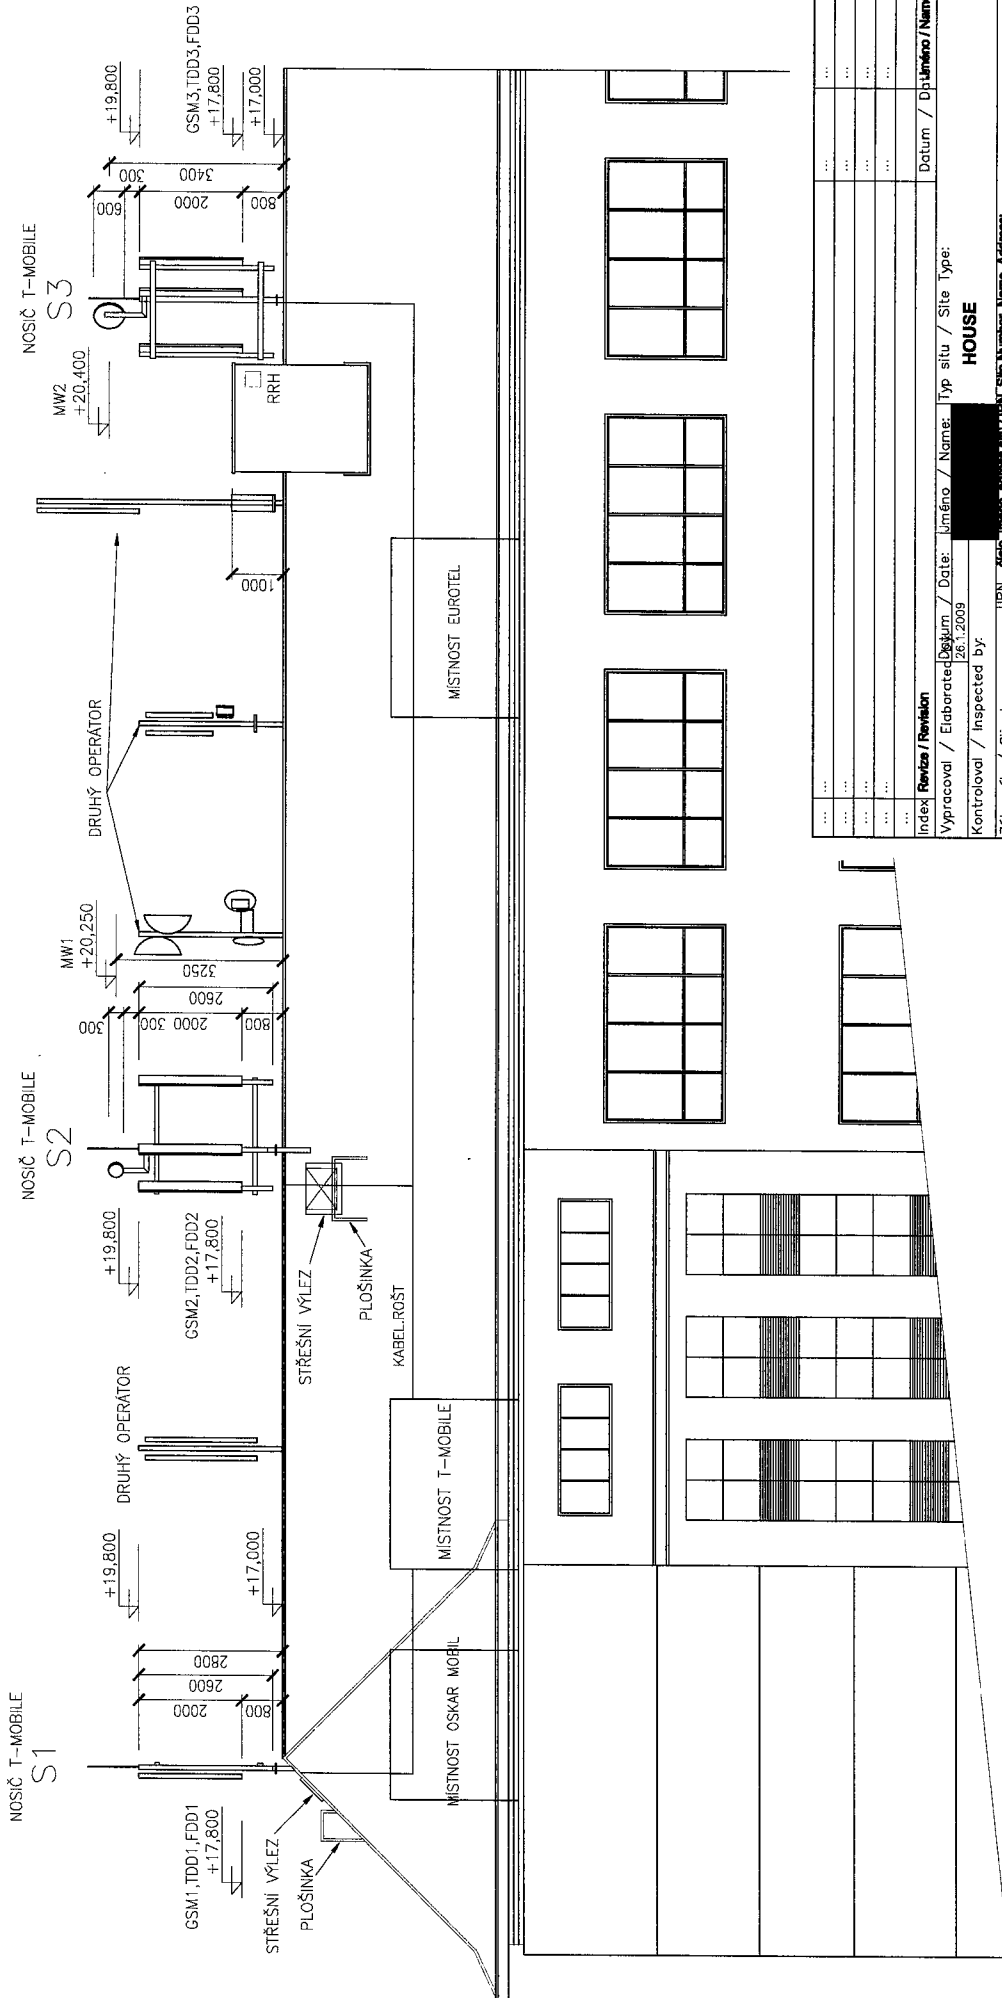 NOSIČ T-MOBILE
S1
GSM1,TDD1,FDD1
+17,800
2000
800
2600
2800
+19,800
+17,000
STŘEŠNÍ VÝLEZ
PLOŠINKA
DRUHÝ OPERÁTOR
NOSIČ T-MOBILE
S2
+19,800
GSM2,TDD2,FDD2
+17,800
300
300
2000
800
2600
3250
MW1
+20,250
STŘEŠNÍ VÝLEZ
PLOŠINKA
KABEL.ROŠT
DRUHÝ OPERÁTOR
1000
MW2
+20,400
NOSIČ T-MOBILE
S3
RRH
600
300
2000
800
3400
+19,800
GSM3,TDD3,FDD3
+17,800
+17,000
MÍSTNOST OSKAR MOBIL
MÍSTNOST T-MOBILE
MÍSTNOST EUROTEL
... ... ... ...
... ... ...
... ... ...
... ... ...
...
Index Revize / Revision Datum / Date Jméno / Name
Vypracoval / Elaborated Datum / Date: Jméno / Name: Typ situ / Site Type:
26.1.2009
HOUSE
Kontroloval / Inspected by: